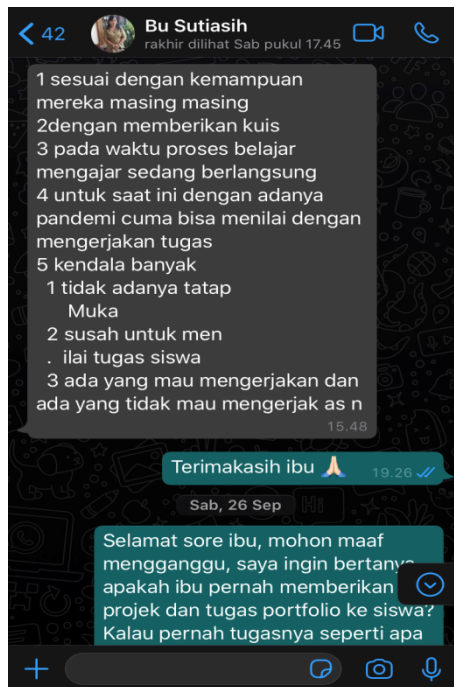 42
Bu Sutiasih
rakhir dilihat Sab pukul 17.45
1 sesuai dengan kemampuan
mereka masing masing
2dengan memberikan kuis
3 pada waktu proses belajar
mengajar sedang berlangsung
4 untuk saat ini dengan adanya
pandemi cuma bisa menilai dengan
mengerjakan tugas
5 kendala banyak
1 tidak adanya tatap
Muka
2 susah untuk men
. ilai tugas siswa
3 ada yang mau mengerjakan dan
ada yang tidak mau mengerjak as n
15.48
Terimakasih ibu 🙏🏻
19.26
Sab, 26 Sep
Selamat sore ibu, mohon maaf
mengganggu, saya ingin bertanya
apakah ibu pernah memberikan
projek dan tugas portfolio ke siswa?
Kalau pernah tugasnya seperti apa